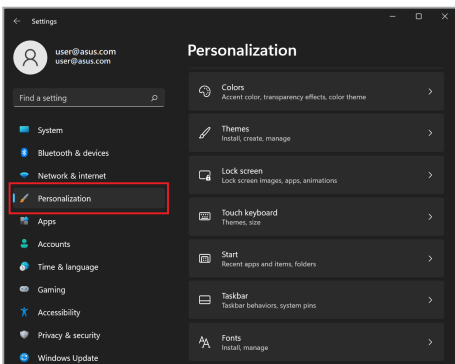 Settings
user@asus.com
user@asus.com
Find a setting
System
Bluetooth & devices
Network & internet
Personalization
Apps
Accounts
Time & language
Gaming
Accessibility
Privacy & security
Windows Update
Personalization
Colors
Accent color, transparency effects, color theme
Themes
Install, create, manage
Lock screen
Lock screen images, apps, animations
Touch keyboard
Themes, size
Start
Recent apps and items, folders
Taskbar
Taskbar behaviors, system pins
Fonts
Install, manage